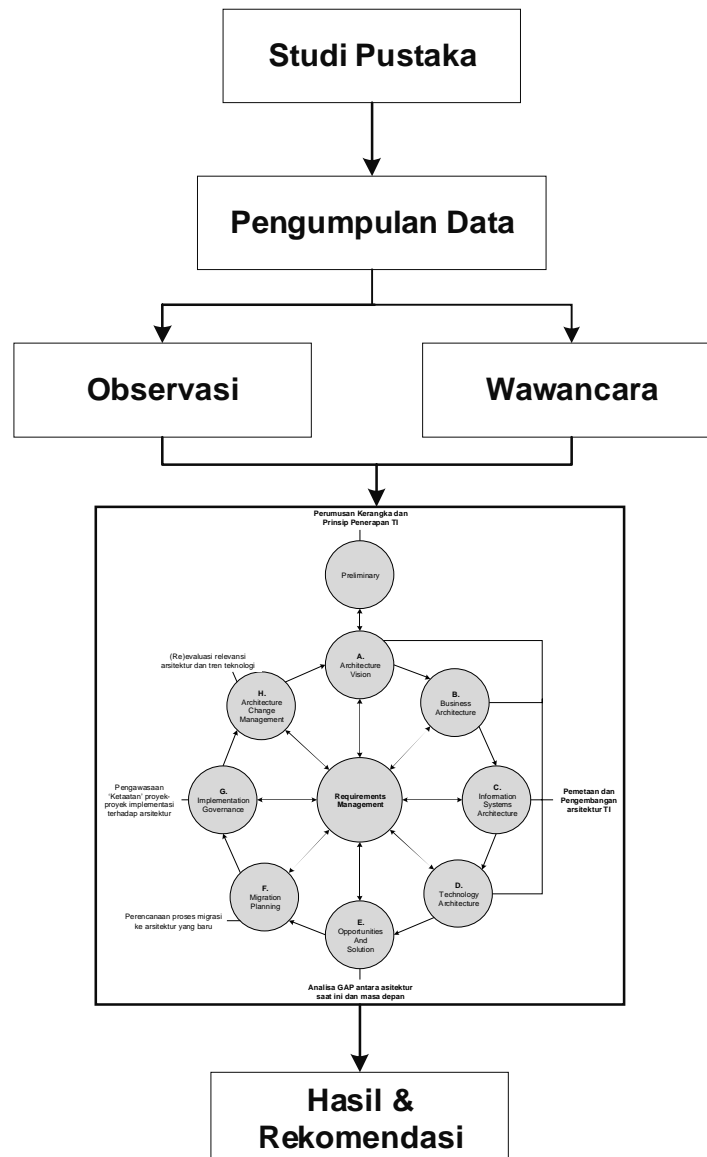 Studi Pustaka
Pengumpulan Data
Observasi
Wawancara
Perumusan Kerangka dan
Prinsip Penerapan TI
Preliminary
A.
Architecture
Vision
(Re)evaluasi relevansi
arsitektur dan tren teknologi
H.
Architecture
Change
Management
B.
Business
Architecture
Pengawasaan
‘Ketaatan’ proyek-
proyek implementasi
terhadap arsitektur
G.
Implementation
Governance
Requirements
Management
C.
Information
Systems
Architecture
Pemetaan dan
Pengembangan
arsitektur TI
F.
Migration
Planning
D.
Technology
Architecture
Perencanaan proses migrasi
ke arsitektur yang baru
E.
Opportunities
And
Solution
Analisa GAP antara asitektur
saat ini dan masa depan
Hasil &
Rekomendasi